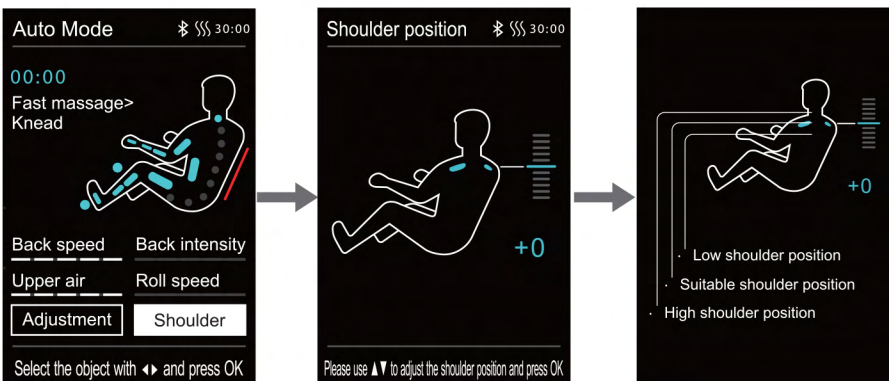 Auto Mode 30:00
00:00
Fast massage>
Knead
Back speed Back intensity
Upper air Roll speed
Adjustment Shoulder
Select the object with ◂▸ and press OK
Shoulder position 30:00
+0
Please use ▲▼ to adjust the shoulder position and press OK
+0
· Low shoulder position
· Suitable shoulder position
· High shoulder position